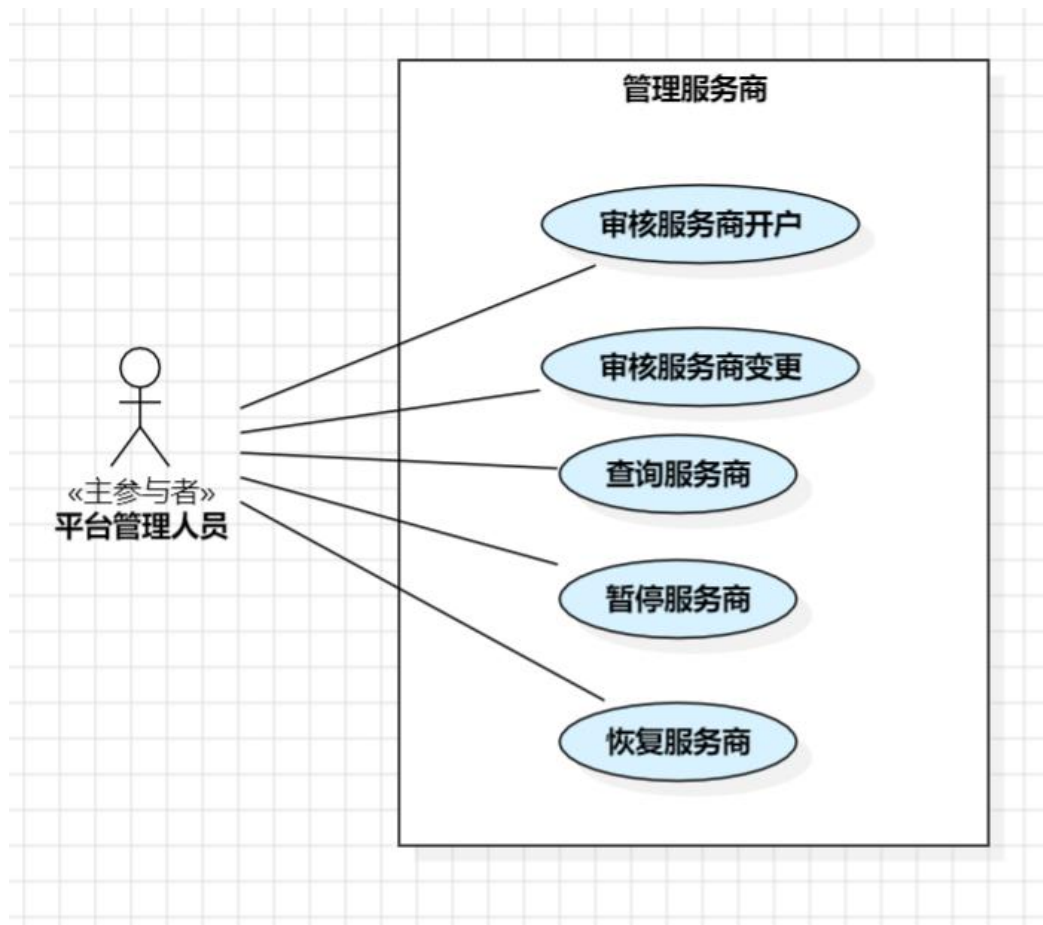 管理服务商
审核服务商开户
审核服务商变更
查询服务商
«主参与者»
平台管理人员
暂停服务商
恢复服务商